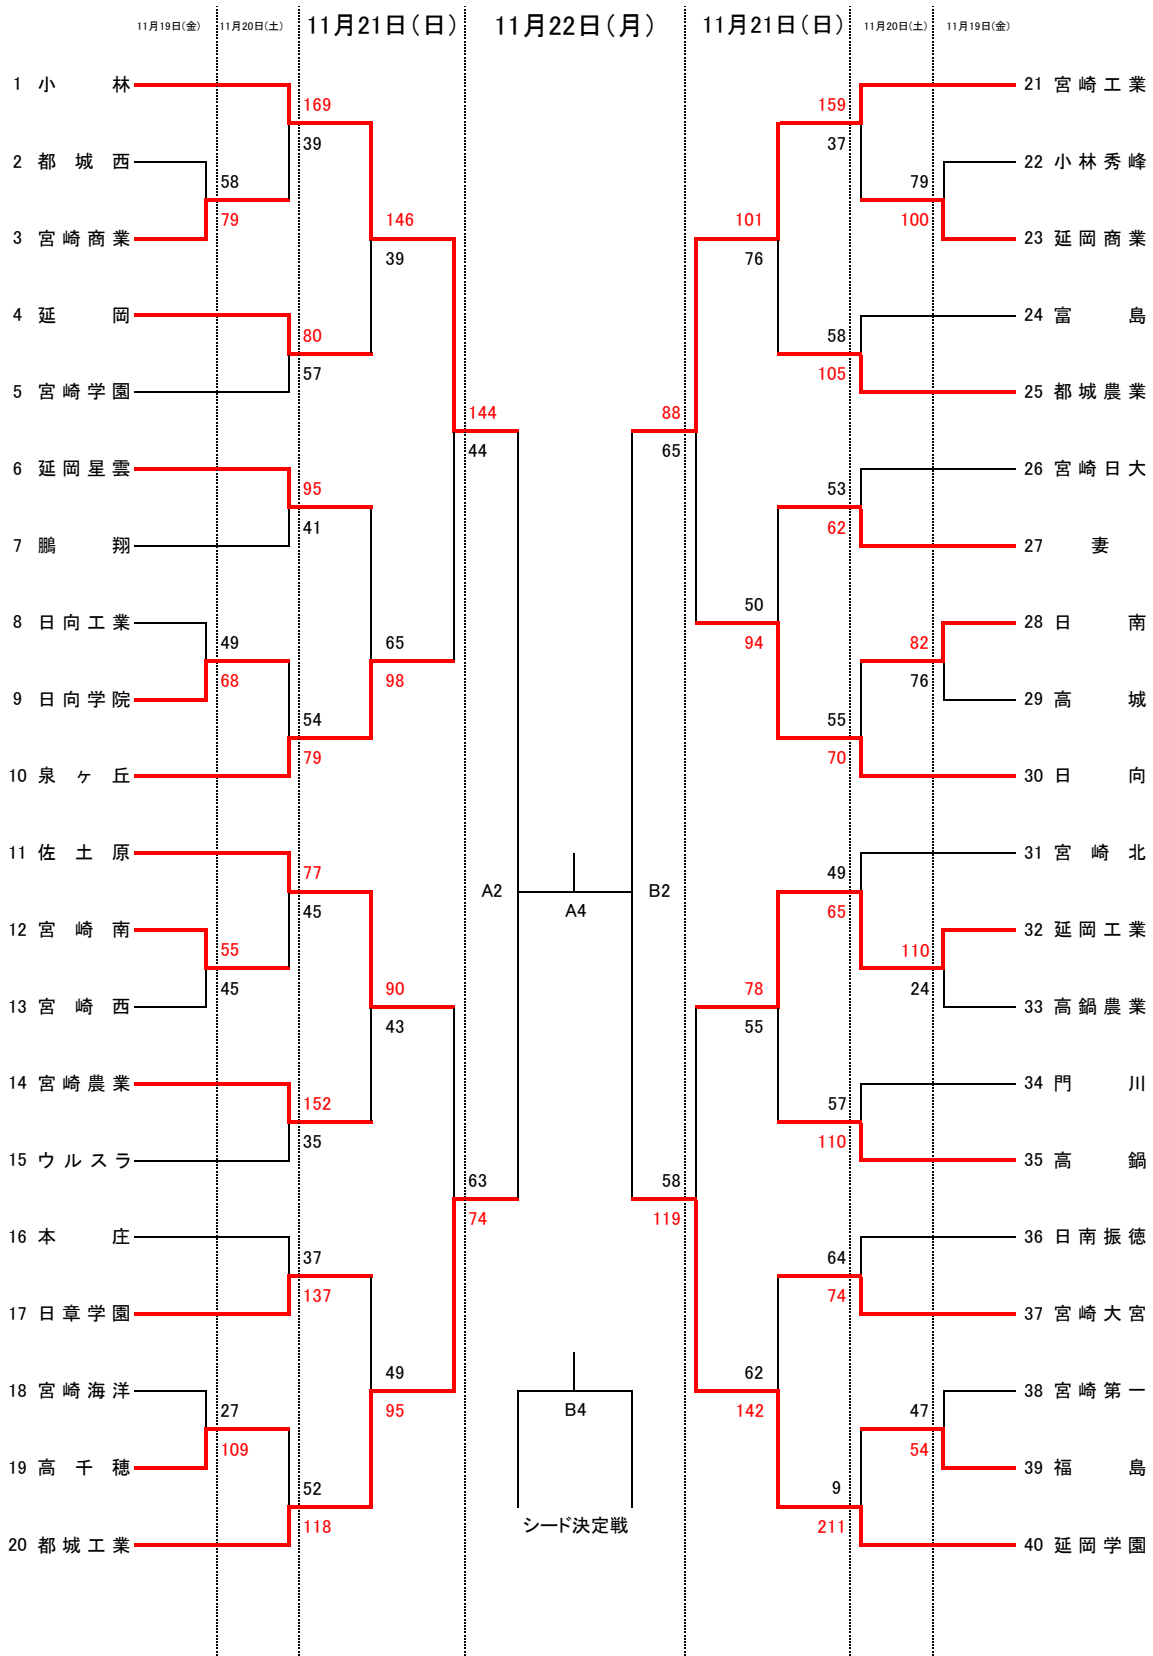 11月19日(金) 11月20日(土) 11月21日(日) 11月22日(月) 11月21日(日) 11月20日(土) 11月19日(金)
1 小林 21 宮崎工業
169 159
39 37
2 都城西 22 小林秀峰
58 79
79 100
146 101
3 宮崎商業 23 延岡商業
39 76
4 延岡 24 富島
80 58
57 105
5 宮崎学園 25 都城農業
144 88
44 65
6 延岡星雲 26 宮崎日大
95 53
41 62
7 鵬翔 27 妻
50
8 日向工業 28 日南
49 65 94 82
68 98 76
9 日向学院 29 高城
54 55
79 70
10 泉ヶ丘 30 日向
11 佐土原 31 宮崎北
77 49
A2 B2
45 A4 65
12 宮崎南 32 延岡工業
55 110
45 90 78 24
13 宮崎西 33 高鍋農業
43 55
14 宮崎農業 34 門川
152 57
35 110
15 ウルスラ 35 高鍋
63 58
74 119
16 本庄 36 日南振徳
37 64
137 74
17 日章学園 37 宮崎大宮
49 62
18 宮崎海洋 38 宮崎第一
27 95 B4 142 47
109 54
19 高千穂 39 福島
52 9
118 シード決定戦 211
20 都城工業 40 延岡学園